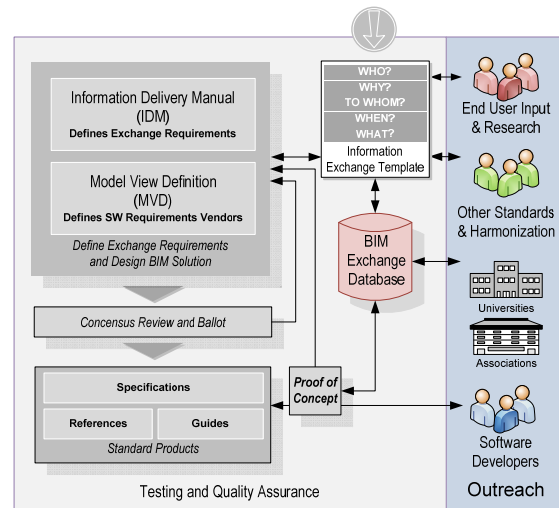 Information Delivery Manual
(IDM)
Defines Exchange Requirements
Model View Definition
(MVD)
Defines SW Requirements Vendors
Define Exchange Requirements
and Design BIM Solution
Concensus Review and Ballot
Specifications
References
Guides
Standard Products
WHO?
WHY?
TO WHOM?
WHEN?
WHAT?
Information
Exchange Template
BIM
Exchange
Database
Proof of
Concept
Testing and Quality Assurance
End User Input
& Research
Other Standards
& Harmonization
Universities
Associations
Software
Developers
Outreach